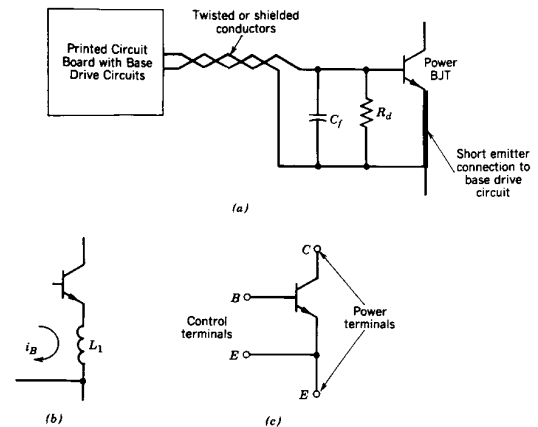 Twisted or shielded
conductors
Printed Circuit
Board with Base
Drive Circuits
Power
BJT
C_f
R_d
Short emitter
connection to
base drive
circuit
(a)
i_B
L_1
(b)
C
B
Control
terminals
Power
terminals
E
E
(c)